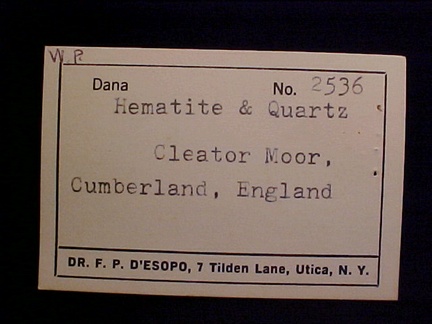 W.P.
Dana No. 2536
Hematite & Quartz
Cleator Moor,
Cumberland, England
DR. F. P. D'ESOPO, 7 Tilden Lane, Utica, N. Y.